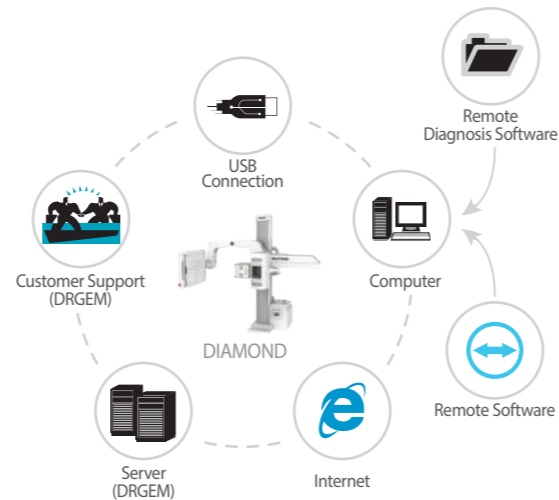 Remote
Diagnosis Software
USB
Connection
Customer Support
(DRGEM)
Computer
DIAMOND
Remote Software
Server
(DRGEM)
Internet